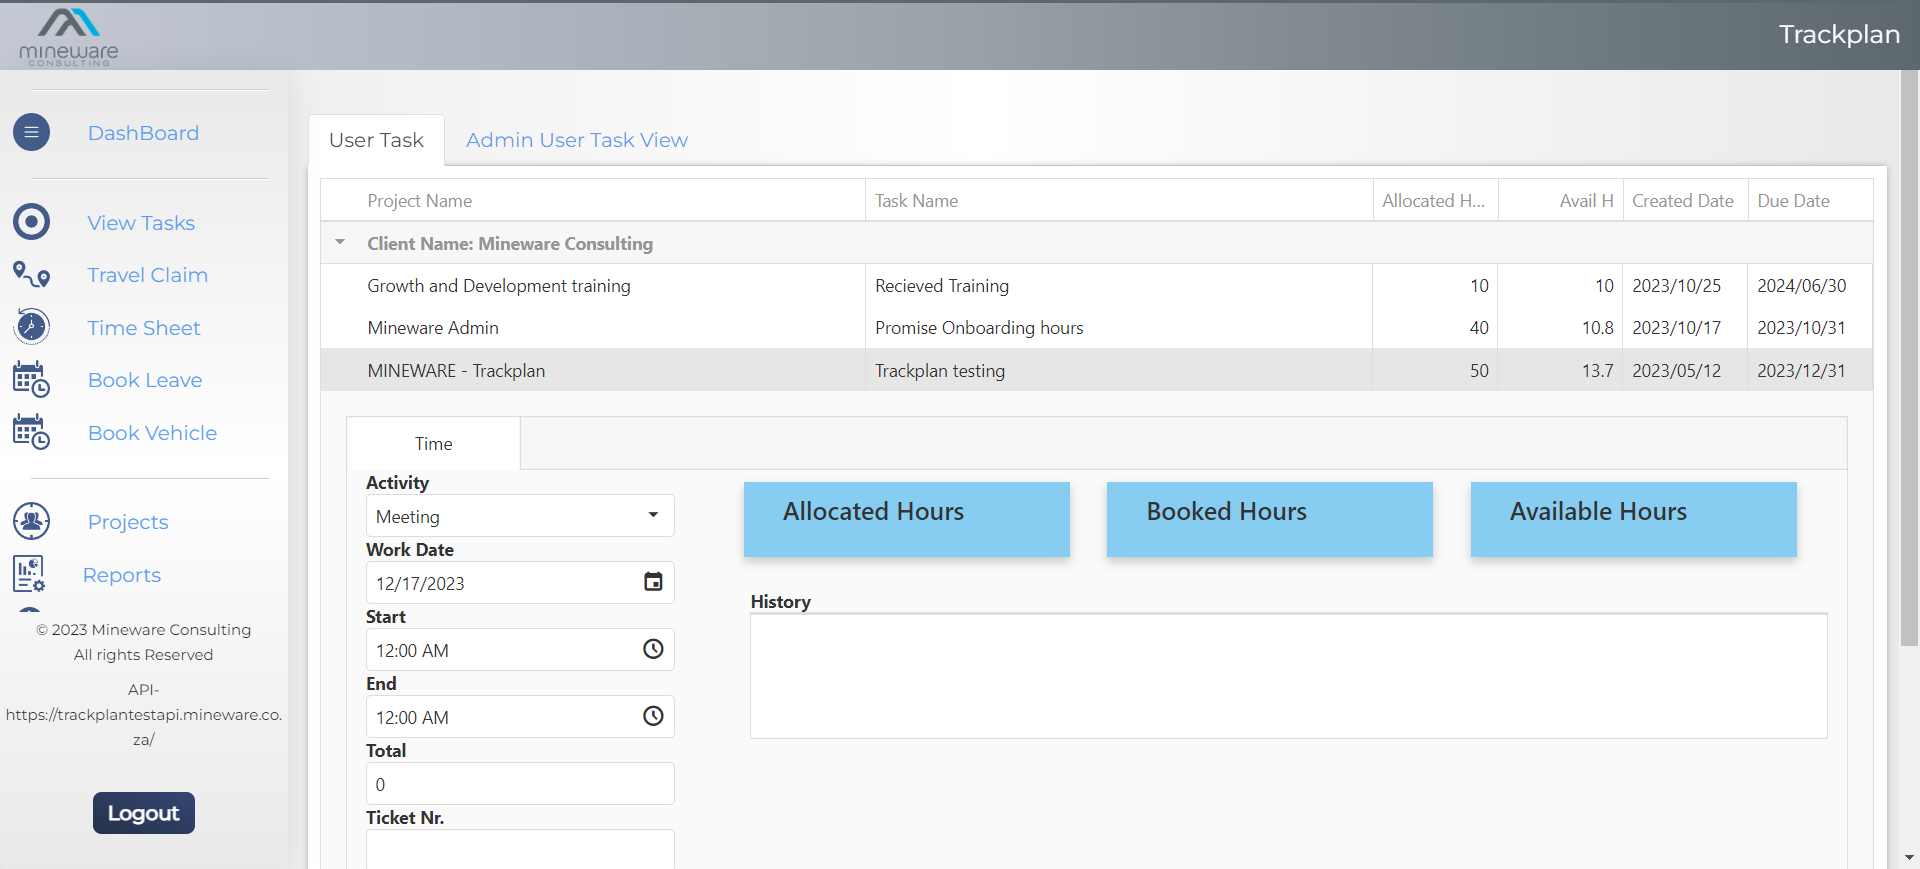 mineware
CONSULTING
Trackplan
DashBoard
View Tasks
Travel Claim
Time Sheet
Book Leave
Book Vehicle
Projects
Reports
© 2023 Mineware Consulting
All rights Reserved
API-
https://trackplantestapi.mineware.co.
za/
Logout
User Task Admin User Task View
Project Name Task Name Allocated H... Avail H Created Date Due Date
Client Name: Mineware Consulting
Growth and Development training Recieved Training 10 10 2023/10/25 2024/06/30
Mineware Admin Promise Onboarding hours 40 10.8 2023/10/17 2023/10/31
MINEWARE - Trackplan Trackplan testing 50 13.7 2023/05/12 2023/12/31
Time
Activity
Meeting
Work Date
12/17/2023
Start
12:00 AM
End
12:00 AM
Total
0
Ticket Nr.
Allocated Hours Booked Hours Available Hours
History